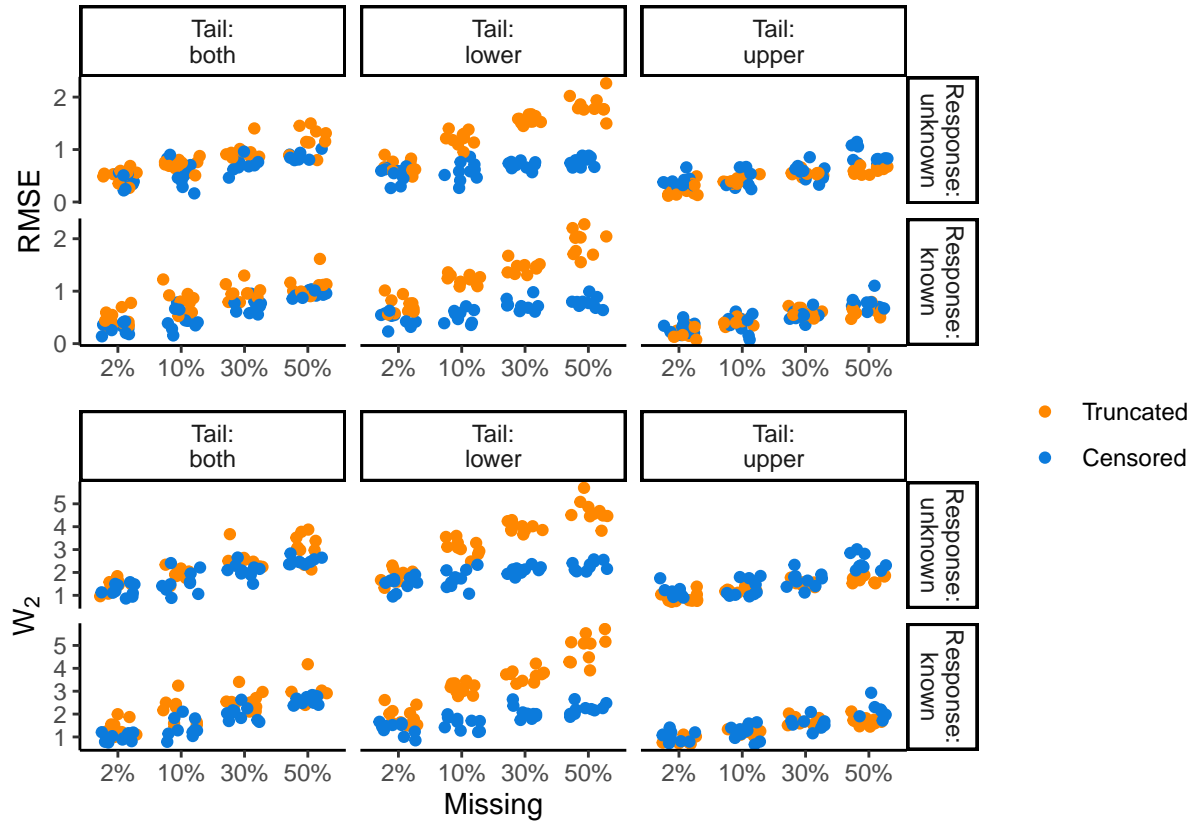 Tail:
both
Tail:
lower
Tail:
upper
RMSE
2
1
0
Response:
unknown
2
1
0
Response:
known
2% 10% 30% 50% 2% 10% 30% 50% 2% 10% 30% 50%
Truncated
Censored
Tail:
both
Tail:
lower
Tail:
upper
W₂
5
4
3
2
1
Response:
unknown
5
4
3
2
1
Response:
known
2% 10% 30% 50% 2% 10% 30% 50% 2% 10% 30% 50%
Missing